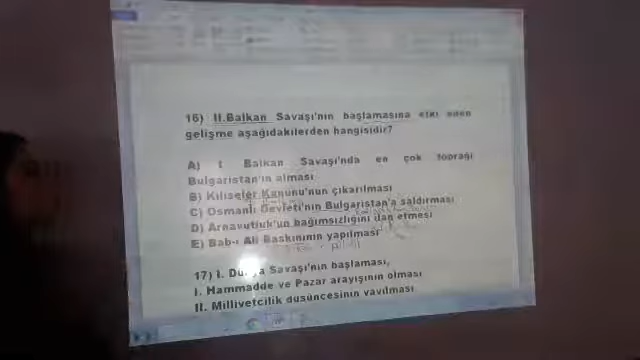 16) II.Balkan Savaşı'nın başlamasına etki eden
gelişme aşağıdakilerden hangisidir?
A) I Balkan Savaşı'nda en çok toprağı
Bulgaristan'ın alması
B) Kiliseler Kanunu'nun çıkarılması
C) Osmanlı Devleti'nin Bulgaristan'a saldırması
D) Arnavutluk'un bağımsızlığını ilan etmesi
E) Bab-ı Ali Baskınının yapılması
17) I. Dünya Savaşı'nın başlaması,
I. Hammadde ve Pazar arayışının olması
II. Milliyetçilik düşüncesinin yayılması